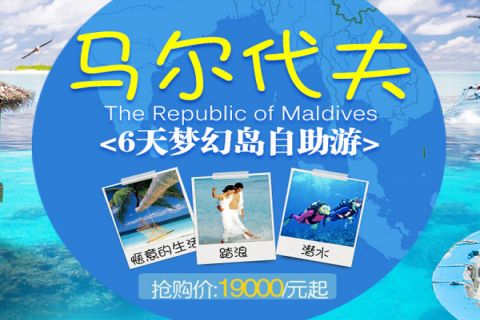 马尔代夫
The Republic of Maldives
<6天梦幻岛自助游>
惬意的生活
踏浪
潜水
抢购价:19000/元起